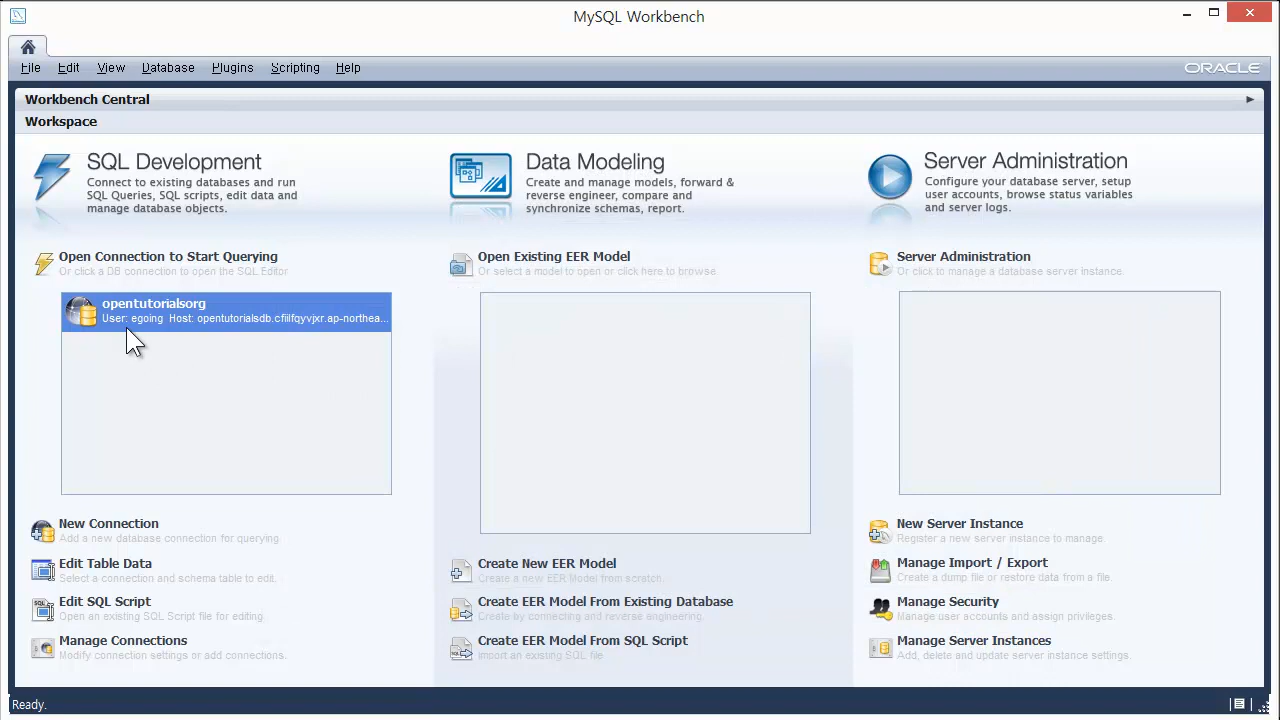 MySQL Workbench
File Edit View Database Plugins Scripting Help
ORACLE
Workbench Central
Workspace
SQL Development
Connect to existing databases and run
SQL Queries, SQL scripts, edit data and
manage database objects.
Open Connection to Start Querying
Or click a DB connection to open the SQL Editor
opentutorialsorg
User: egoing Host: opentutorialsdb.cfiilfqyvjxr.ap-northea...
New Connection
Add a new database connection for querying.
Edit Table Data
Select a connection and schema table to edit.
Edit SQL Script
Open an existing SQL Script file for editing.
Manage Connections
Modify connection settings or add connections.
Data Modeling
Create and manage models, forward &
reverse engineer, compare and
synchronize schemas, report.
Open Existing EER Model
Or select a model to open or click here to browse.
Create New EER Model
Create a new EER Model from scratch.
Create EER Model From Existing Database
Create by connecting and reverse engineering.
Create EER Model From SQL Script
Import an existing SQL file.
Server Administration
Configure your database server, setup
user accounts, browse status variables
and server logs.
Server Administration
Or click to manage a database server instance.
New Server Instance
Register a new server instance to manage.
Manage Import / Export
Create a dump file or restore data from a file.
Manage Security
Manage user accounts and assign privileges.
Manage Server Instances
Add, delete and update server instance settings.
Ready.